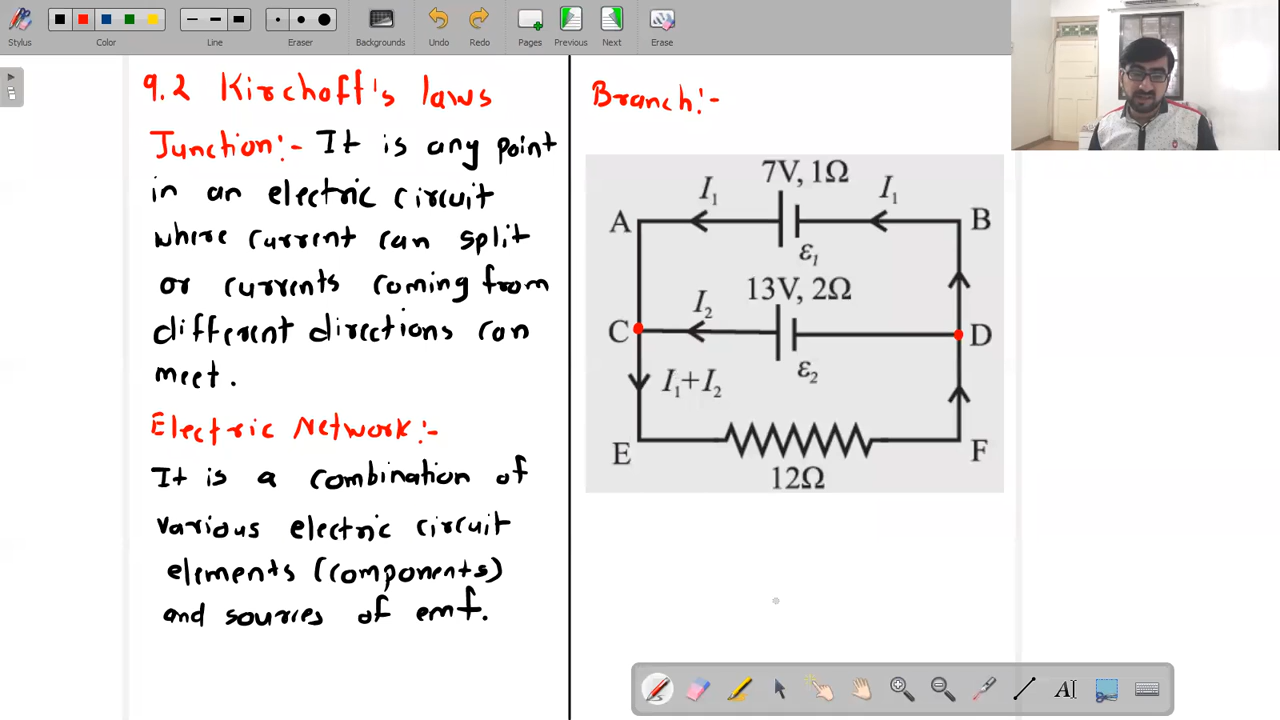 Stylus
Color
Line
Eraser
Backgrounds
Undo
Redo
Pages
Previous
Next
Erase
9.2 Kirchoff's laws
Junction:- It is any point
in an electric circuit
where current can split
or currents coming from
different directions can
meet.
Electric Network:-
It is a combination of
various electric circuit
elements (components)
and sources of emf.
Branch:-
7V, 1Ω
I₁
I₁
A
B
ε₁
13V, 2Ω
I₂
C
D
ε₂
I₁+I₂
E
F
12Ω
A